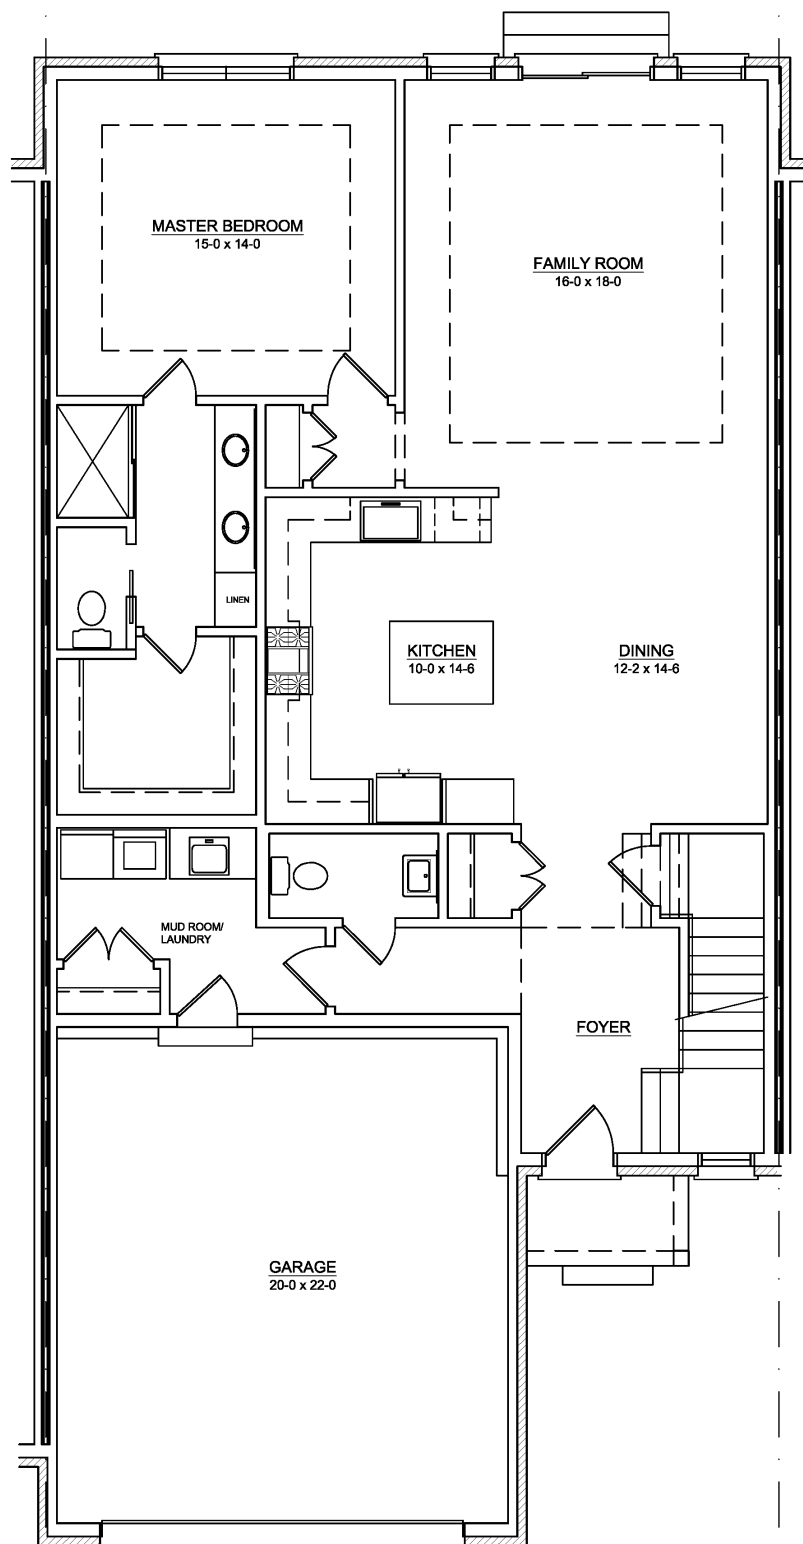 MASTER BEDROOM
15-0 x 14-0
FAMILY ROOM
16-0 x 18-0
LINEN
KITCHEN
10-0 x 14-6
DINING
12-2 x 14-6
MUD ROOM/
LAUNDRY
FOYER
GARAGE
20-0 x 22-0